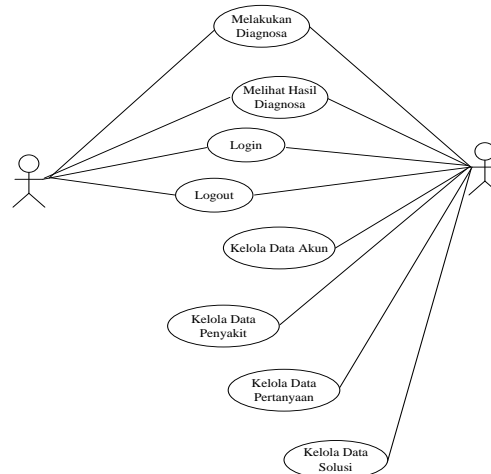 Melakukan
Diagnosa
Melihat Hasil
Diagnosa
Login
Logout
Kelola Data Akun
Kelola Data
Penyakit
Kelola Data
Pertanyaan
Kelola Data
Solusi